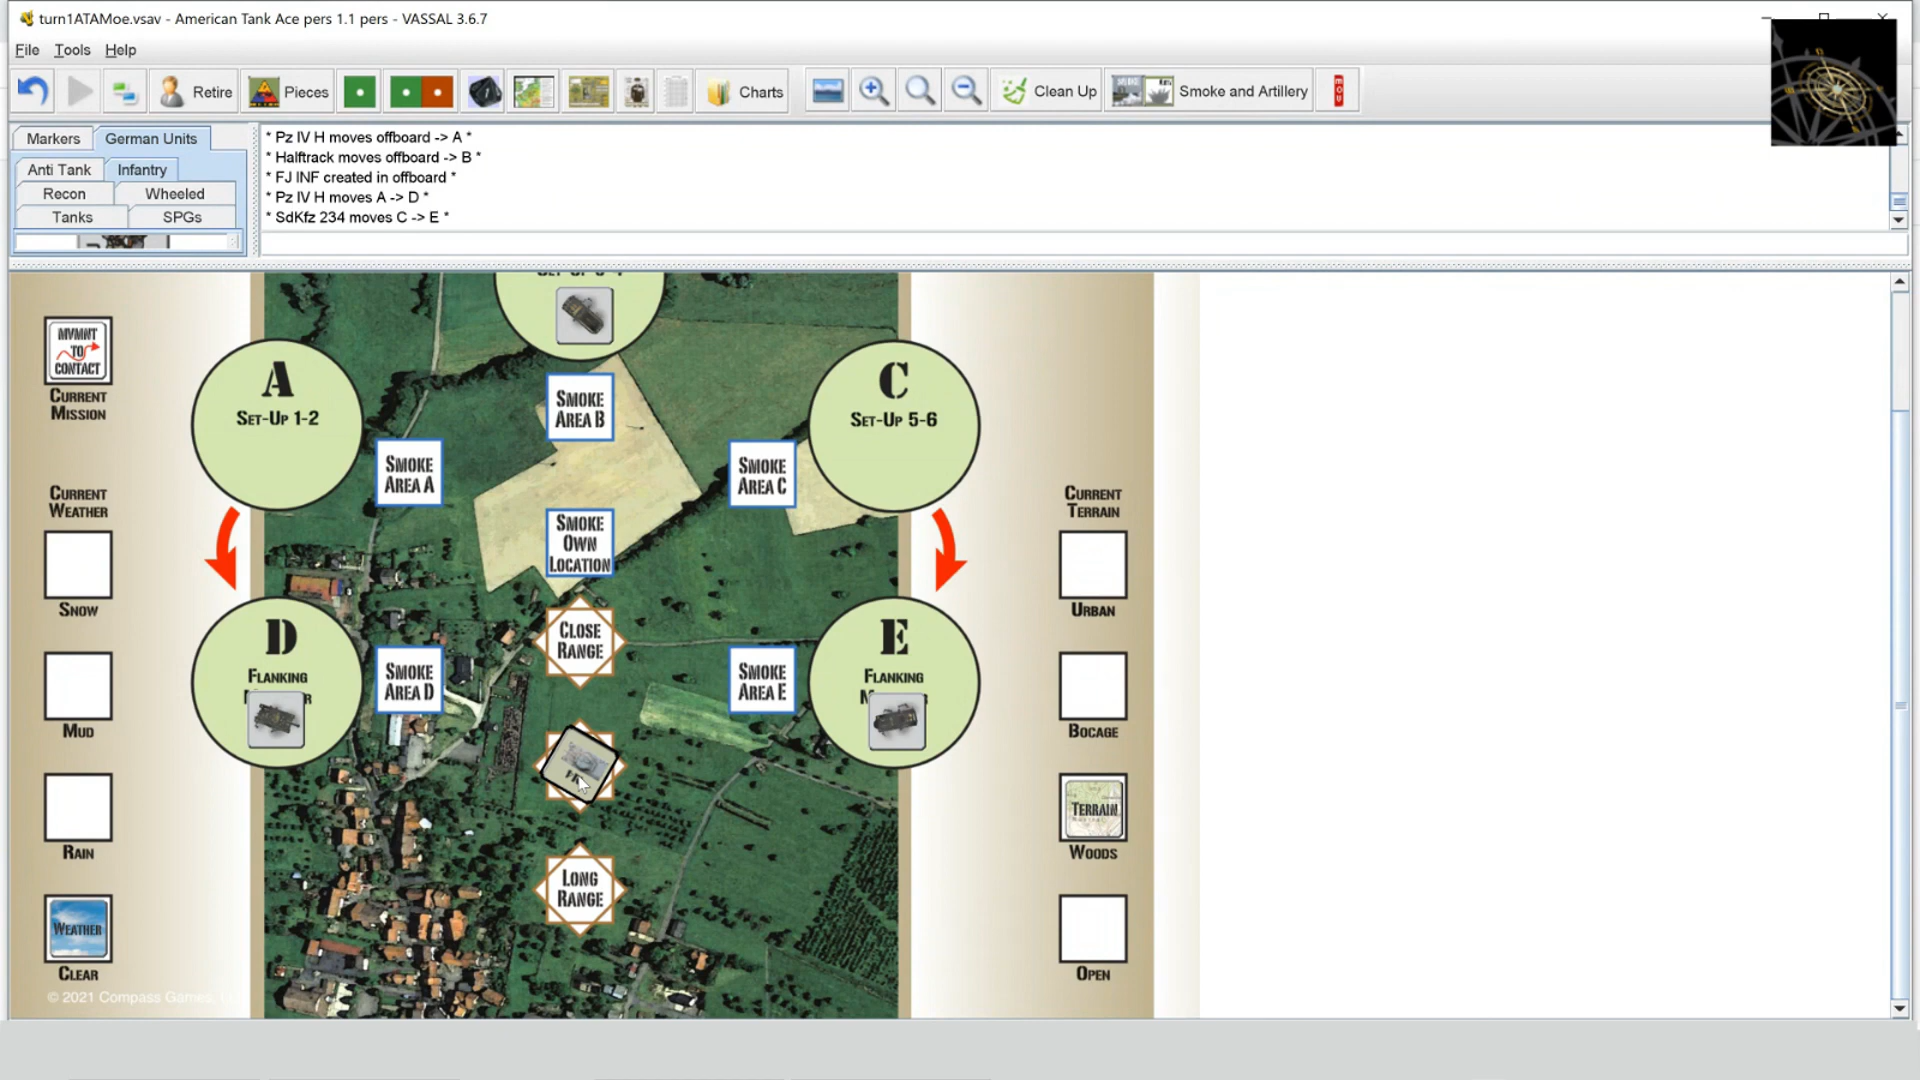 turn1ATAMoe.vsav - American Tank Ace pers 1.1 pers - VASSAL 3.6.7
File Tools Help
Retire
Pieces
Charts
Clean Up
Smoke and Artillery
Markers
German Units
Anti Tank
Infantry
Recon
Wheeled
Tanks
SPGs
* Pz IV H moves offboard -> A *
* Halftrack moves offboard -> B *
* FJ INF created in offboard *
* Pz IV H moves A -> D *
* SdKfz 234 moves C -> E *
MVMNT
TO
CONTACT
CURRENT
MISSION
A
SET-UP 1-2
SMOKE
AREA B
C
SET-UP 5-6
SMOKE
AREA A
SMOKE
AREA C
CURRENT
WEATHER
CURRENT
TERRAIN
SMOKE
OWN
LOCATION
SNOW
URBAN
D
FLANKING
CLOSE
RANGE
E
FLANKING
SMOKE
AREA D
SMOKE
AREA E
MUD
BOCAGE
TERRAIN
RAIN
WOODS
LONG
RANGE
WEATHER
CLEAR
OPEN
© 2021 Compass Games, L